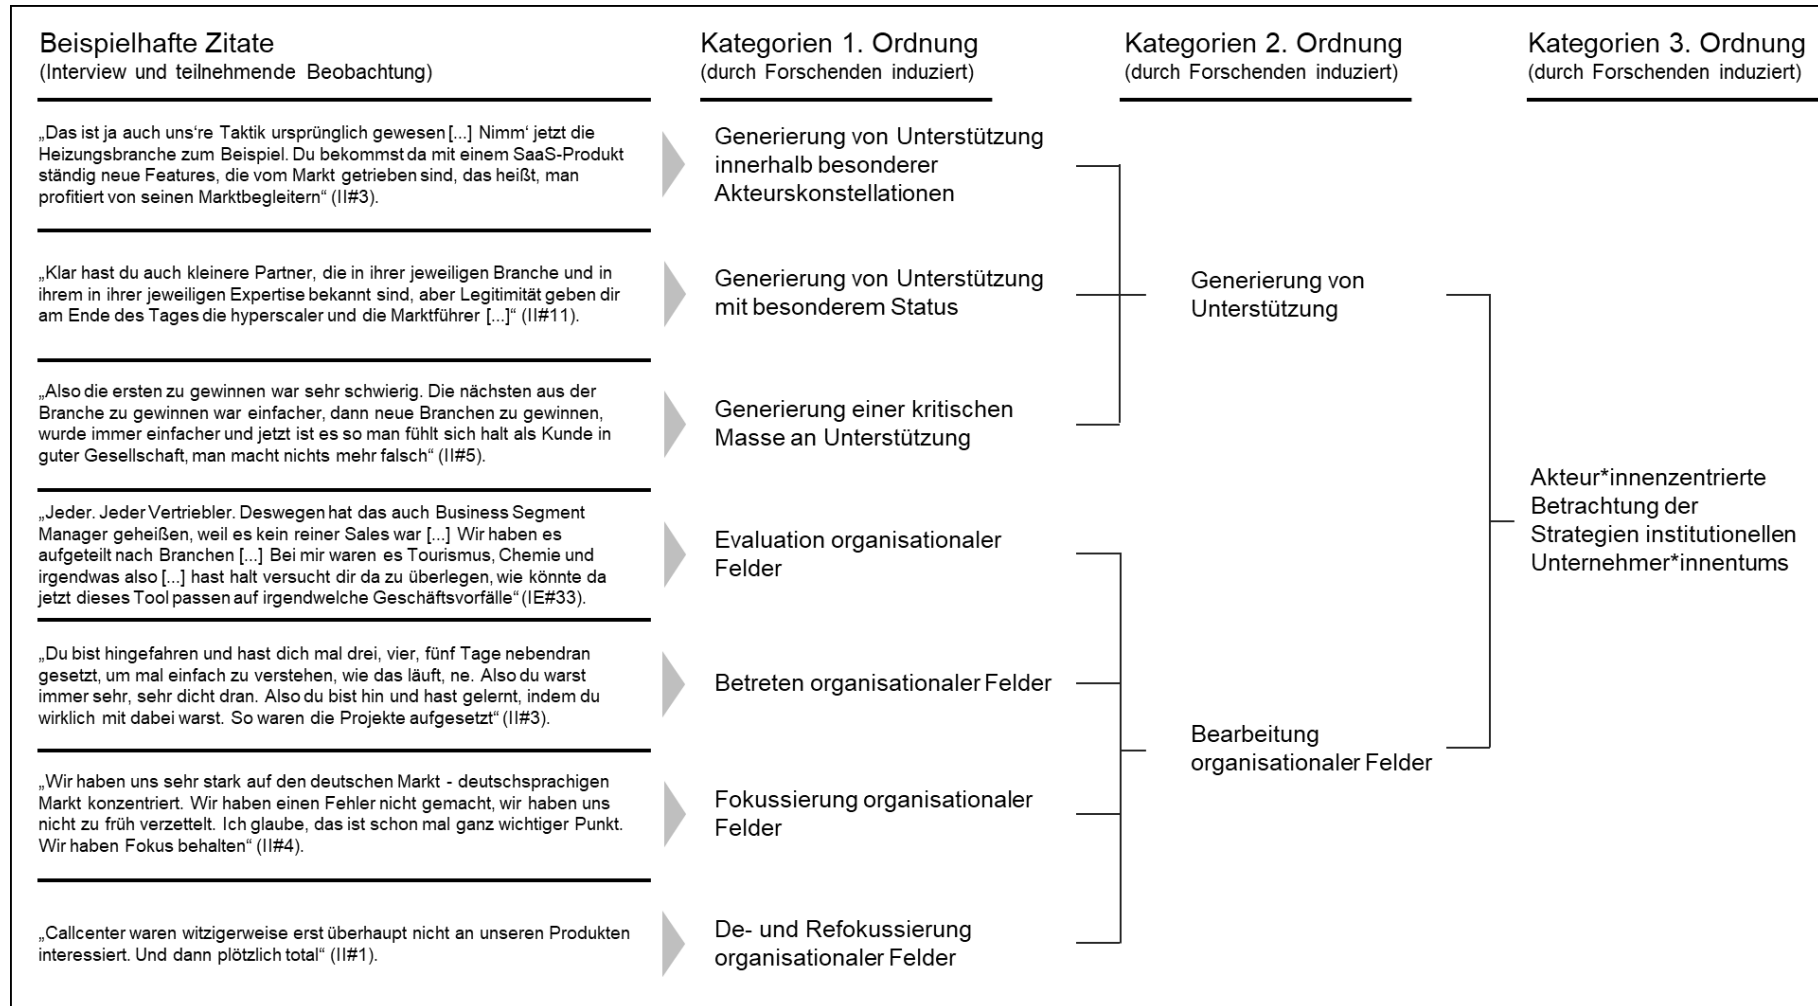 Beispielhafte Zitate
(Interview und teilnehmende Beobachtung)
Kategorien 1. Ordnung
(durch Forschenden induziert)
Kategorien 2. Ordnung
(durch Forschenden induziert)
Kategorien 3. Ordnung
(durch Forschenden induziert)
„Das ist ja auch uns‘re Taktik ursprünglich gewesen [...] Nimm‘ jetzt die
Heizungsbranche zum Beispiel. Du bekommst da mit einem SaaS-Produkt
ständig neue Features, die vom Markt getrieben sind, das heißt, man
profitiert von seinen Marktbegleitern“ (II#3).
Generierung von Unterstützung
innerhalb besonderer
Akteurskonstellationen
„Klar hast du auch kleinere Partner, die in ihrer jeweiligen Branche und in
ihrem in ihrer jeweiligen Expertise bekannt sind, aber Legitimität geben dir
am Ende des Tages die hyperscaler und die Marktführer [...]“ (II#11).
Generierung von Unterstützung
mit besonderem Status
„Also die ersten zu gewinnen war sehr schwierig. Die nächsten aus der
Branche zu gewinnen war einfacher, dann neue Branchen zu gewinnen,
wurde immer einfacher und jetzt ist es so man fühlt sich halt als Kunde in
guter Gesellschaft, man macht nichts mehr falsch“ (II#5).
Generierung einer kritischen
Masse an Unterstützung
Generierung von
Unterstützung
„Jeder. Jeder Vertriebler. Deswegen hat das auch Business Segment
Manager geheißen, weil es kein reiner Sales war [...] Wir haben es
aufgeteilt nach Branchen [...] Bei mir waren es Tourismus, Chemie und
irgendwas also [...] hast halt versucht dir da zu überlegen, wie könnte da
jetzt dieses Tool passen auf irgendwelche Geschäftsvorfälle“ (IE#33).
Evaluation organisationaler
Felder
„Du bist hingefahren und hast dich mal drei, vier, fünf Tage nebendran
gesetzt, um mal einfach zu verstehen, wie das läuft, ne. Also du warst
immer sehr, sehr dicht dran. Also du bist hin und hast gelernt, indem du
wirklich mit dabei warst. So waren die Projekte aufgesetzt“ (II#3).
Betreten organisationaler Felder
„Wir haben uns sehr stark auf den deutschen Markt - deutschsprachigen
Markt konzentriert. Wir haben einen Fehler nicht gemacht, wir haben uns
nicht zu früh verzettelt. Ich glaube, das ist schon mal ganz wichtiger Punkt.
Wir haben Fokus behalten“ (II#4).
Fokussierung organisationaler
Felder
„Callcenter waren witzigerweise erst überhaupt nicht an unseren Produkten
interessiert. Und dann plötzlich total“ (II#1).
De- und Refokussierung
organisationaler Felder
Bearbeitung
organisationaler Felder
Akteur*innenzentrierte
Betrachtung der
Strategien institutionellen
Unternehmer*innentums